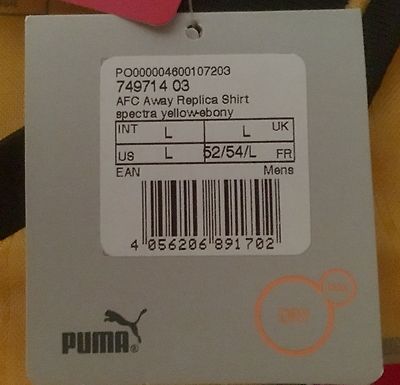 PO000004600107203
749714 03
AFC Away Replica Shirt
spectra yellow-ebony
INT L L UK
US L 52/54/L FR
EAN Mens
4 056206 891702
PUMA®
DRY